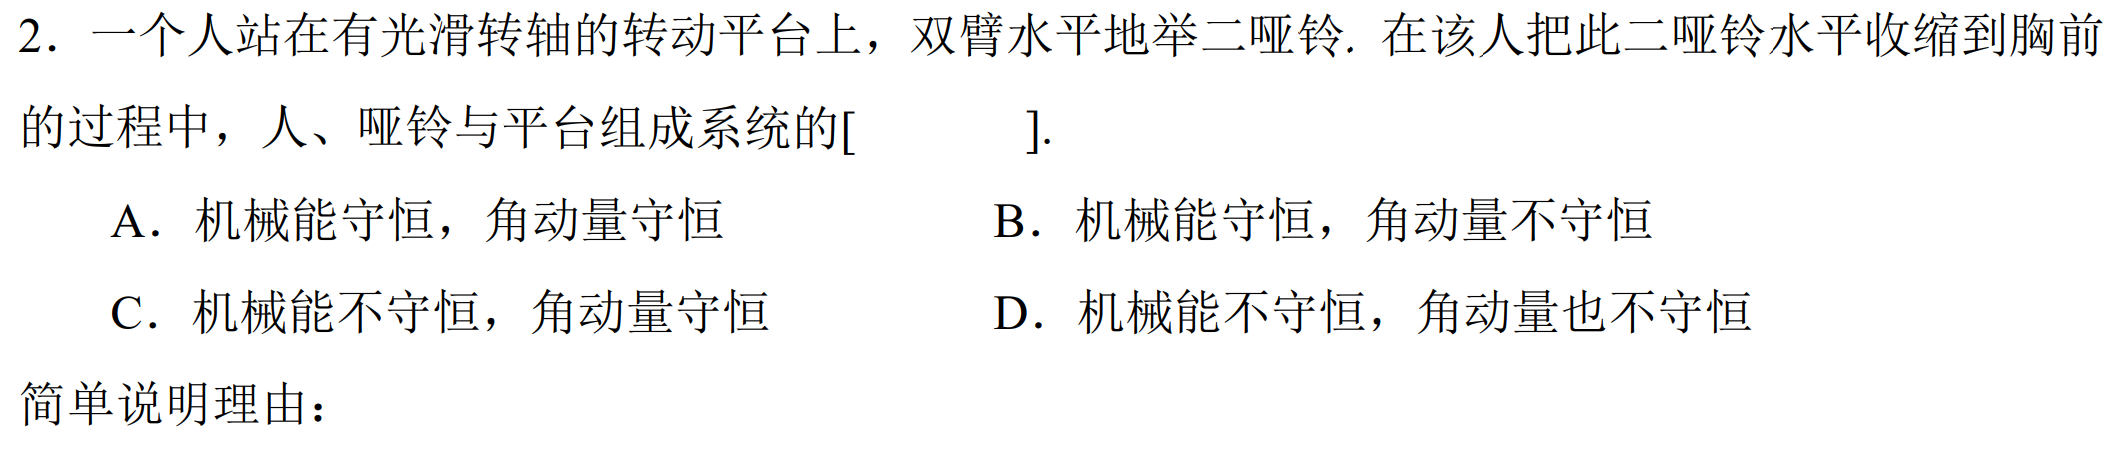 2. 一个人站在有光滑转轴的转动平台上，双臂水平地举二哑铃. 在该人把此二哑铃水平收缩到胸前
的过程中，人、哑铃与平台组成系统的[ ].
A. 机械能守恒，角动量守恒 B. 机械能守恒，角动量不守恒
C. 机械能不守恒，角动量守恒 D. 机械能不守恒，角动量也不守恒
简单说明理由：